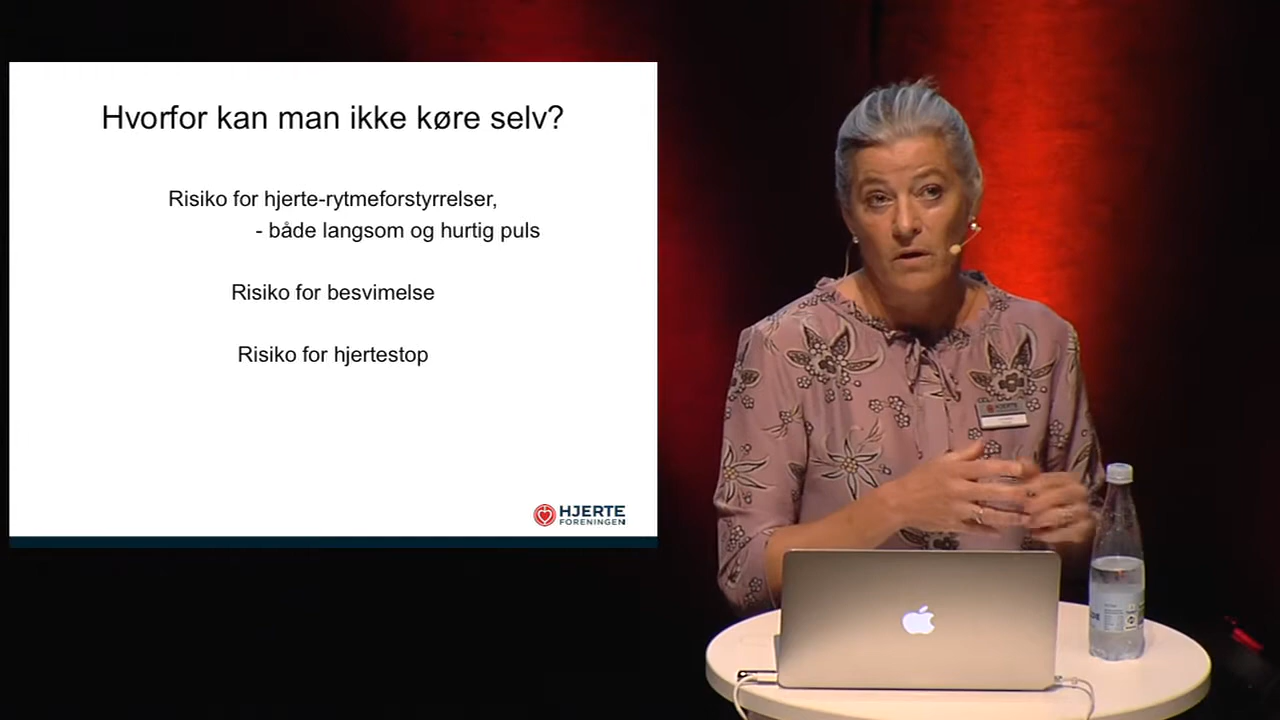 Hvorfor kan man ikke køre selv?
Risiko for hjerte-rytmeforstyrrelser,
- både langsom og hurtig puls
Risiko for besvimelse
Risiko for hjertestop
HJERTE
FORENINGEN
HJERTE